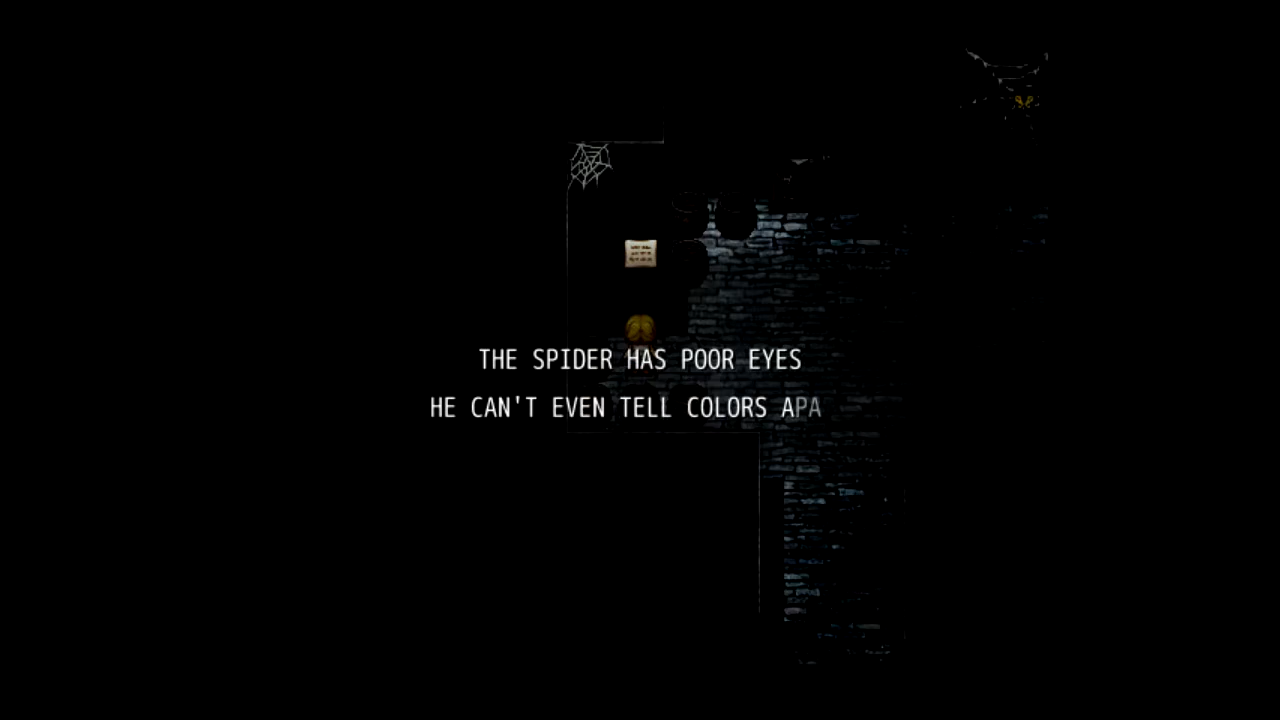 THE SPIDER HAS POOR EYES
HE CAN'T EVEN TELL COLORS APA